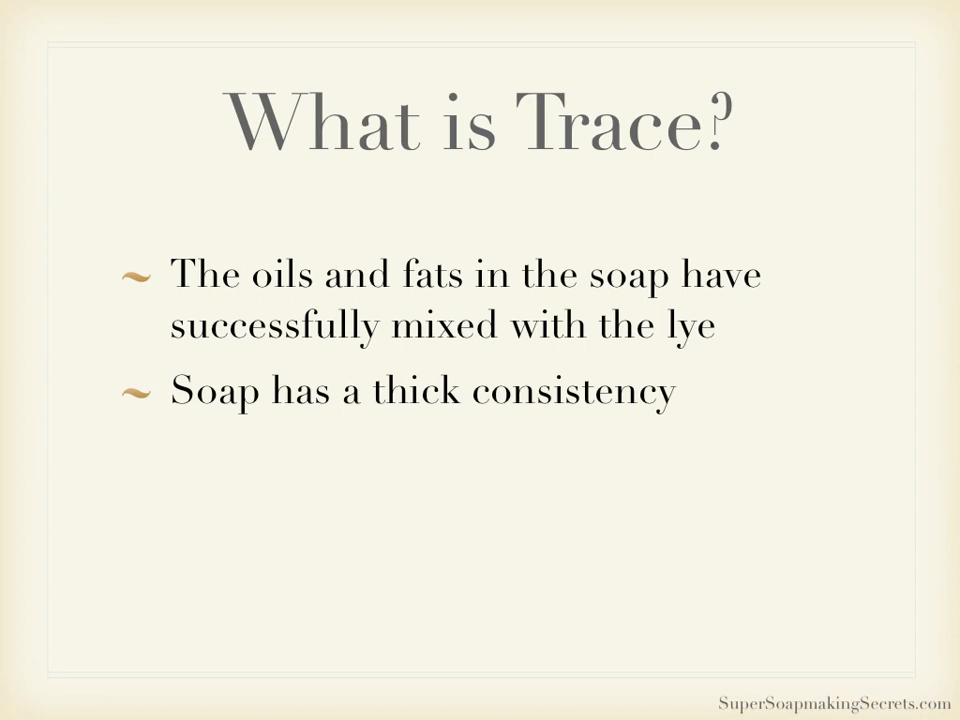 What is Trace?
The oils and fats in the soap have
successfully mixed with the lye
Soap has a thick consistency
SuperSoapmakingSecrets.com